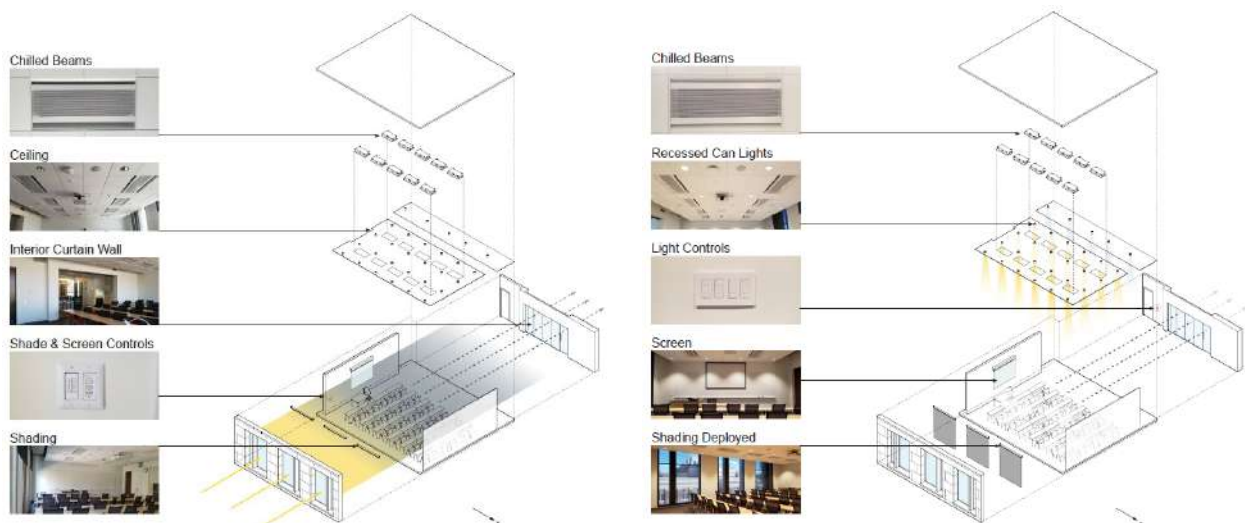 Chilled Beams
Ceiling
Interior Curtain Wall
Shade & Screen Controls
Shading
Chilled Beams
Recessed Can Lights
Light Controls
Screen
Shading Deployed